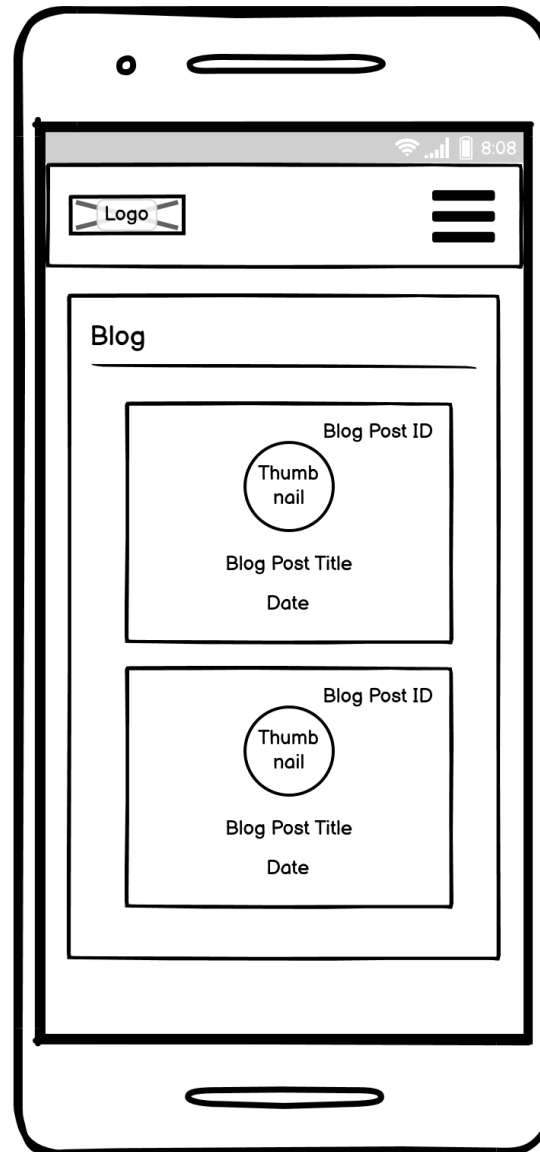 8:08
Logo
Blog
Blog Post ID
Thumb
nail
Blog Post Title
Date
Blog Post ID
Thumb
nail
Blog Post Title
Date